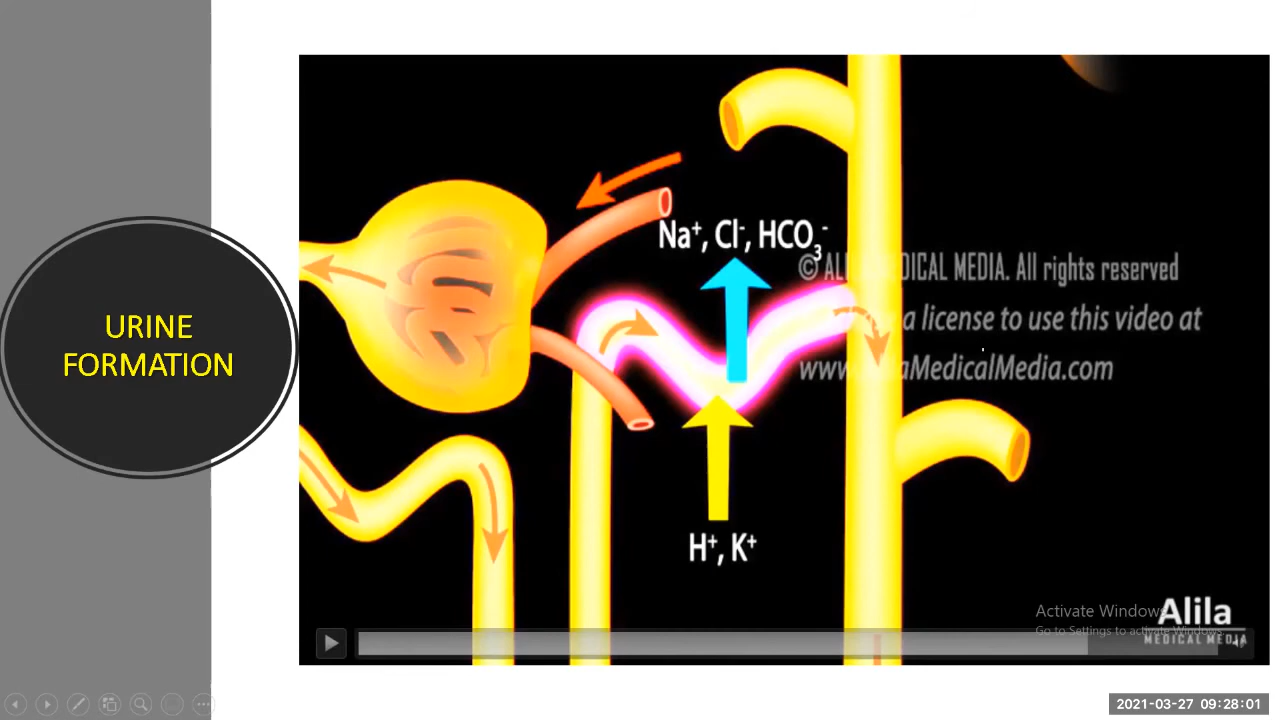 URINE
FORMATION
Na⁺, Cl⁻, HCO₃⁻
MEDICAL MEDIA. All rights reserved
a license to use this video at
MedicalMedia.com
H⁺, K⁺
Activate Windows
Go to Settings to activate Windows.
Alila
MEDICAL MEDIA
2021-03-27 09:28:01